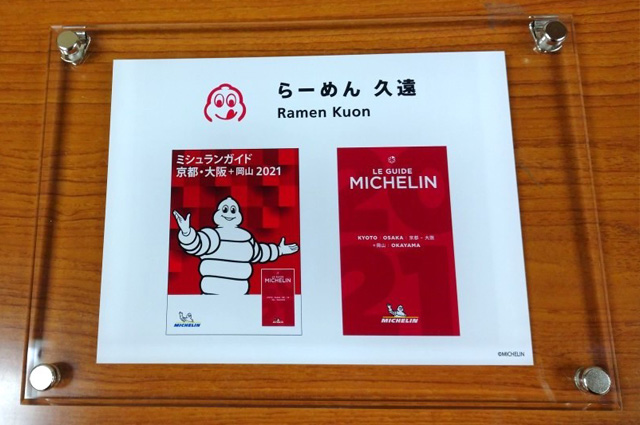 らーめん 久遠
Ramen Kuon
ミシュランガイド
京都・大阪+岡山 2021
MICHELIN
MICHELIN
LE GUIDE
MICHELIN
KYOTO OSAKA 京都・大阪
+岡山 OKAYAMA
2021
MICHELIN
©MICHELIN